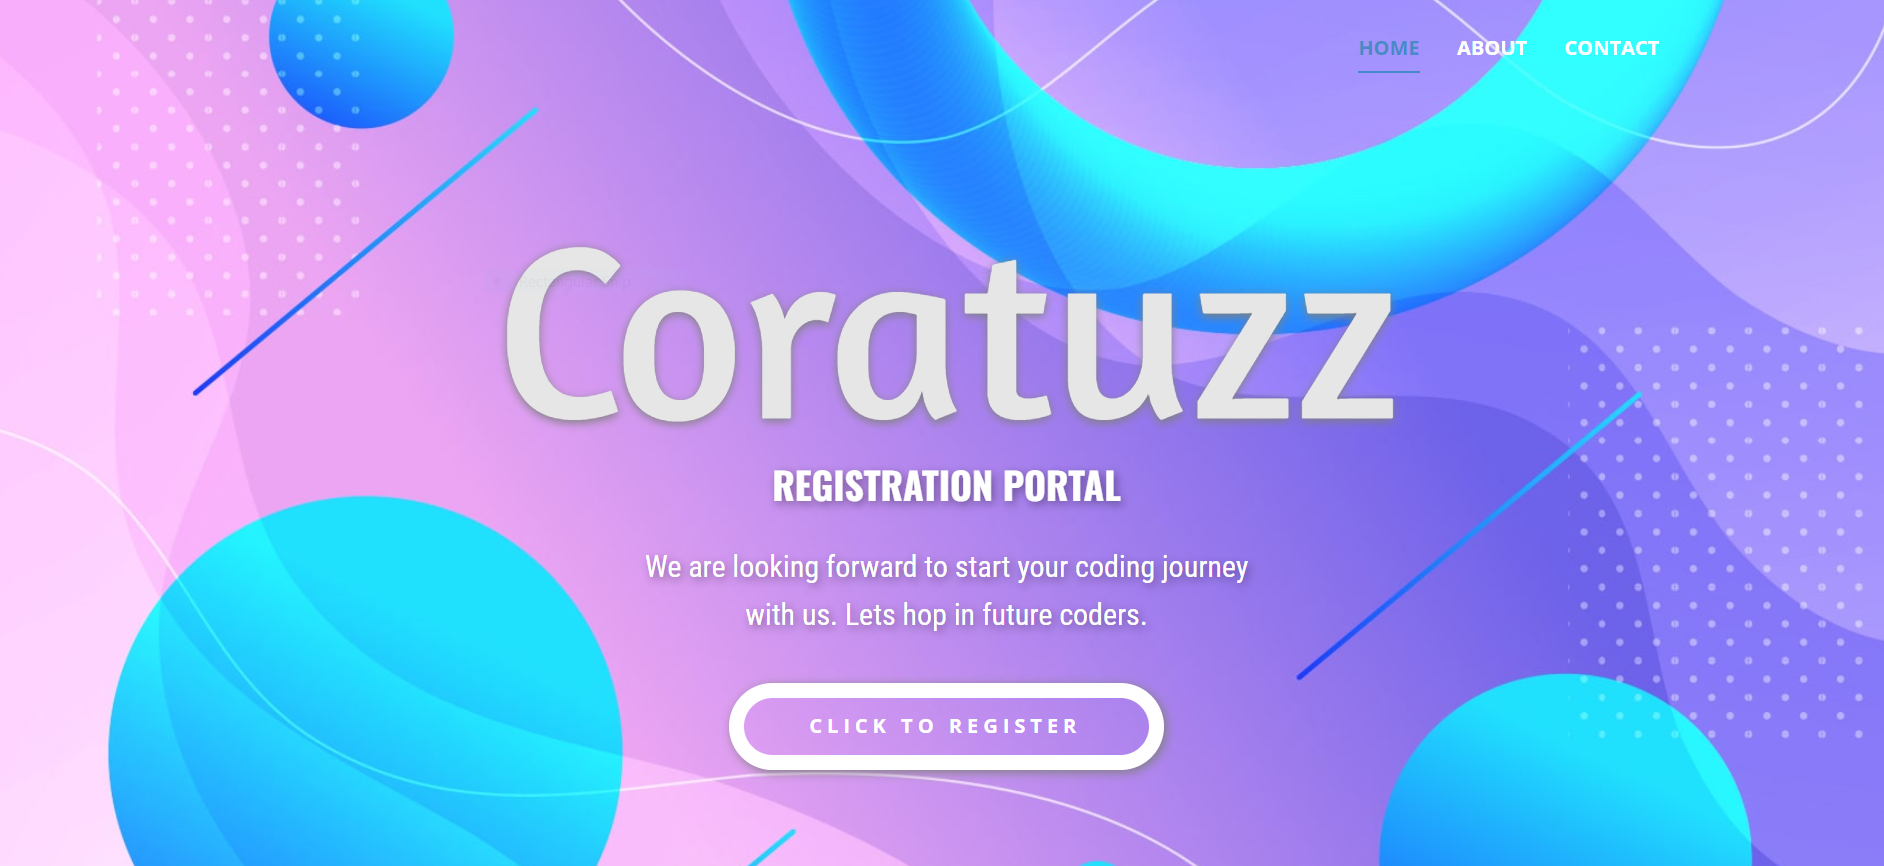 HOME ABOUT CONTACT
Coratuzz
REGISTRATION PORTAL
We are looking forward to start your coding journey
with us. Lets hop in future coders.
CLICK TO REGISTER